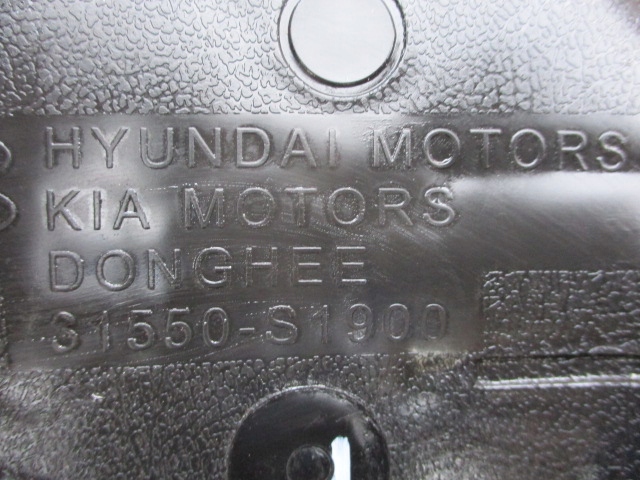 HYUNDAI MOTORS
KIA MOTORS
DONGHEE
31550-S1900